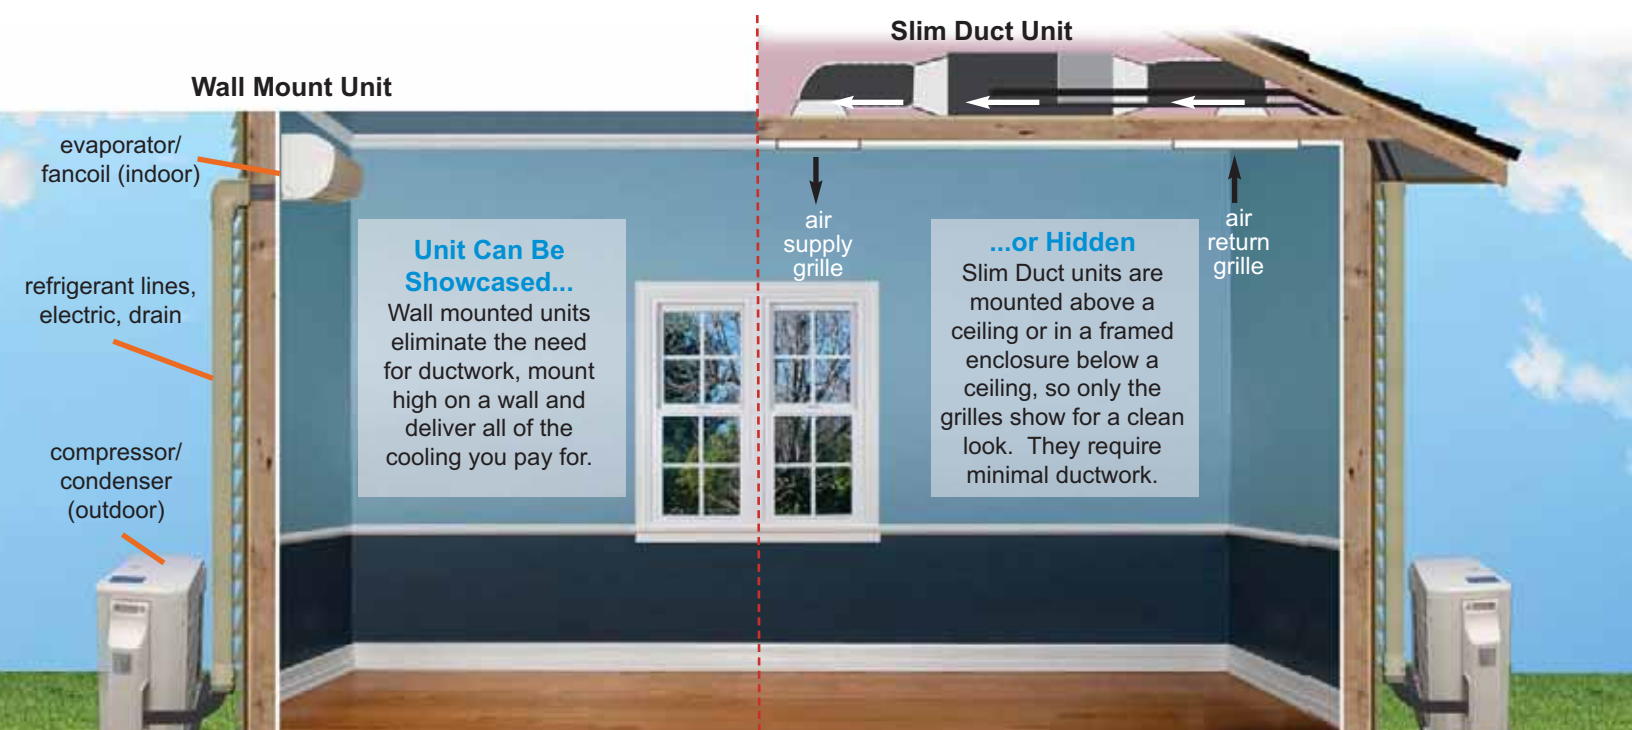 Slim Duct Unit
Wall Mount Unit
evaporator/
fancoil (indoor)
refrigerant lines,
electric, drain
compressor/
condenser
(outdoor)
Unit Can Be
Showcased...
Wall mounted units
eliminate the need
for ductwork, mount
high on a wall and
deliver all of the
cooling you pay for.
air
supply
grille
...or Hidden
Slim Duct units are
mounted above a
ceiling or in a framed
enclosure below a
ceiling, so only the
grilles show for a clean
look.  They require
minimal ductwork.
air
return
grille